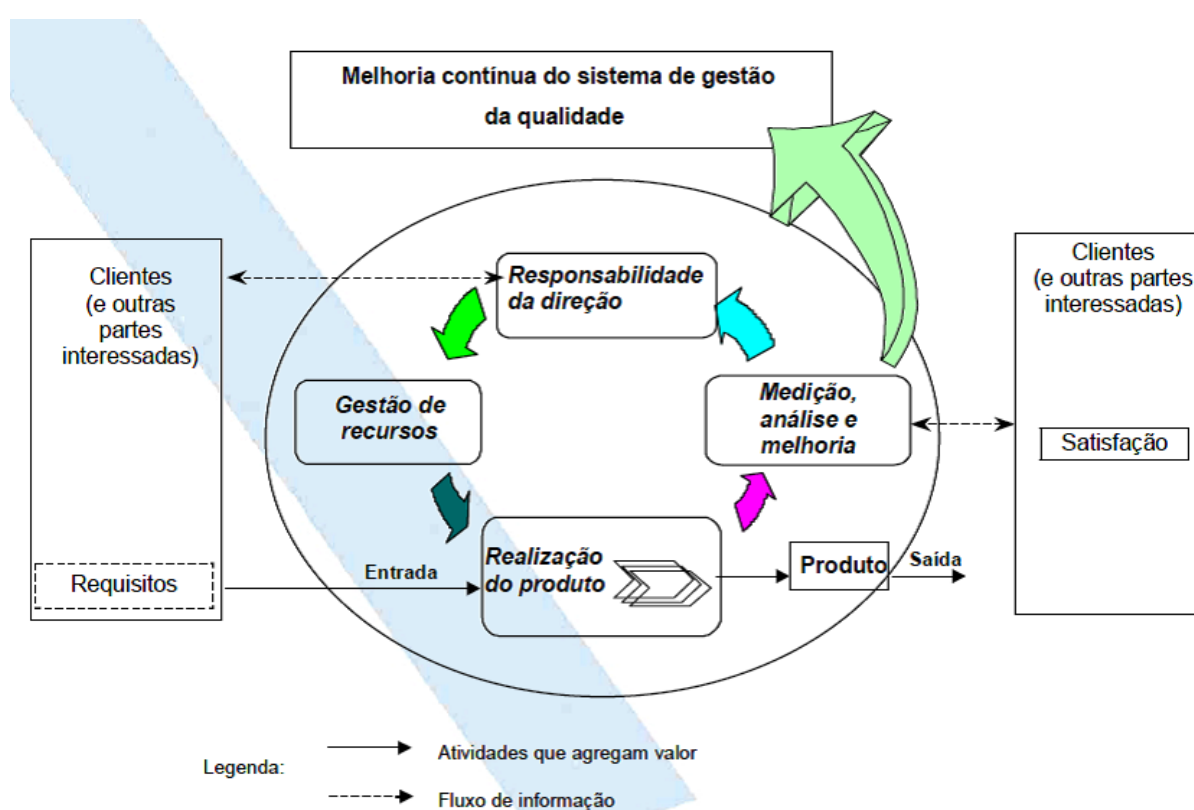 Melhoria contínua do sistema de gestão
da qualidade
Clientes
(e outras
partes
interessadas)
Requisitos
Responsabilidade
da direção
Gestão de
recursos
Medição,
análise e
melhoria
Entrada
Realização
do produto
Produto
Saída
Clientes
(e outras partes
interessadas)
Satisfação
Legenda:
Atividades que agregam valor
Fluxo de informação